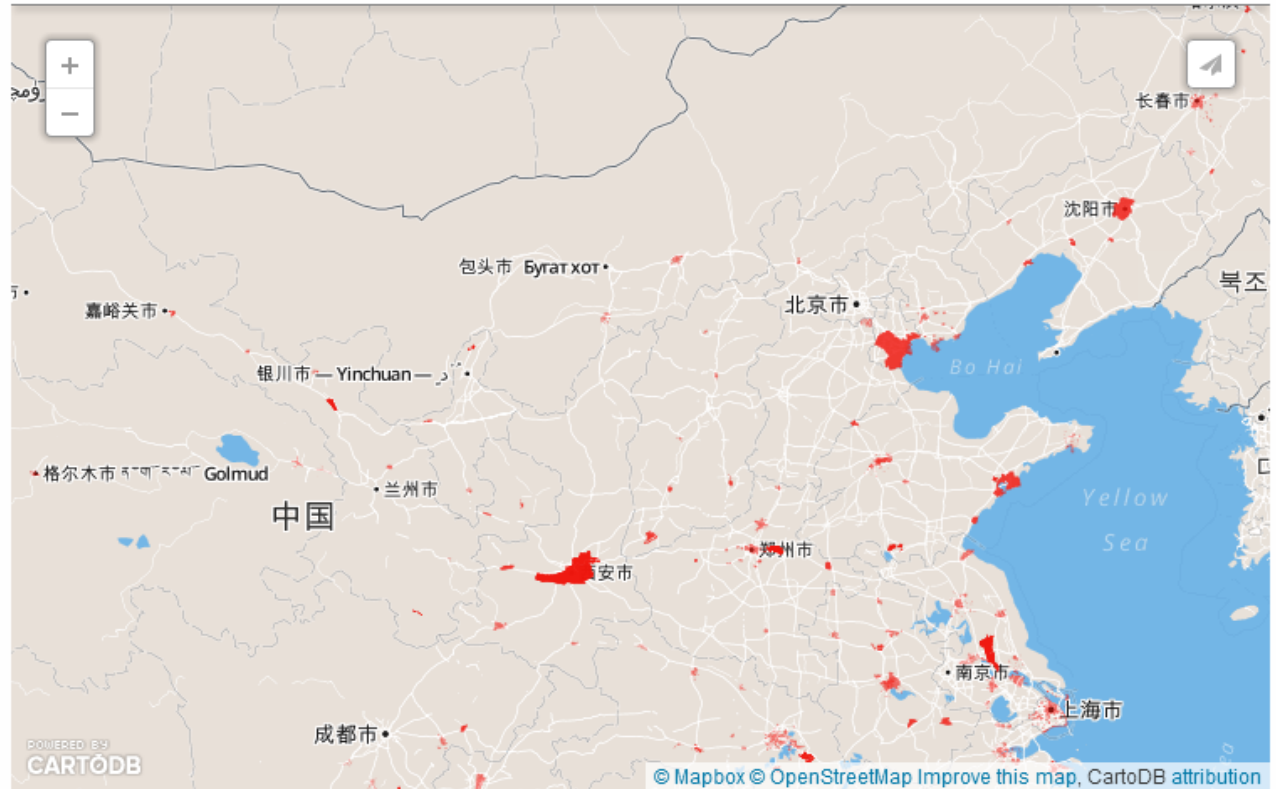 +
−
长春市
沈阳市
包头市 Бугат хот
북조
嘉峪关市
北京市
Bo Hai
银川市 — Yinchuan —
格尔木市
Golmud
兰州市
中国
Yellow
Sea
郑州市
安市
南京市
上海市
成都市
POWERED BY
CARTODB
© Mapbox © OpenStreetMap Improve this map, CartoDB attribution